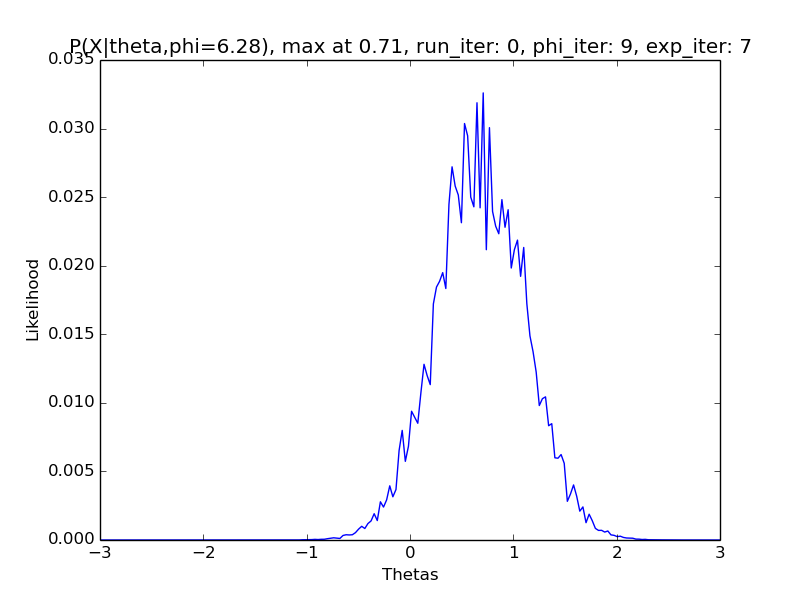 P(X|theta,phi=6.28), max at 0.71, run_iter: 0, phi_iter: 9, exp_iter: 7
0.035
0.030
0.025
0.020
0.015
0.010
0.005
0.000
Likelihood
−3 −2 −1 0 1 2 3
Thetas